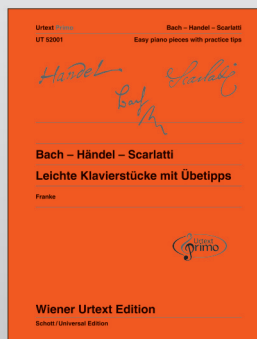 Urtext Primo
Bach – Handel – Scarlatti
UT 52001
Easy piano pieces with practice tips
Handel
Scarlatti
Bach
Bach – Händel – Scarlatti
Leichte Klavierstücke mit Übetipps
Franke
Urtext
Primo
Wiener Urtext Edition
Schott / Universal Edition